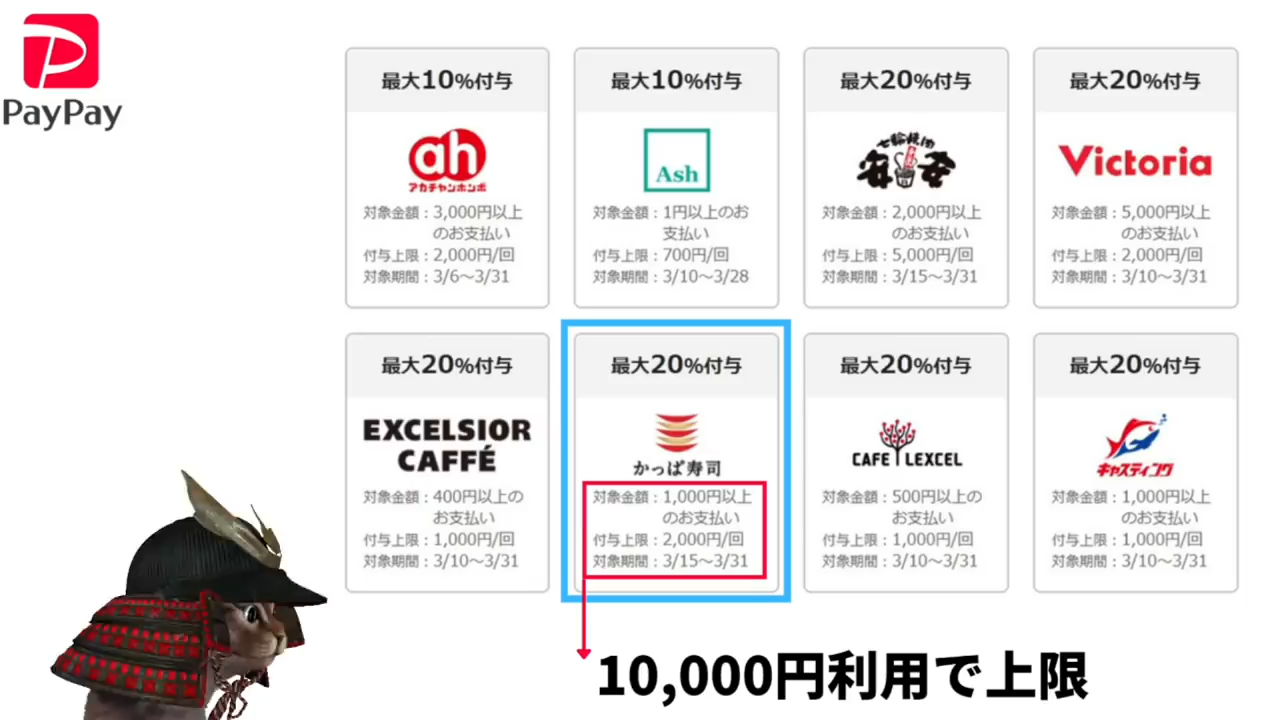 PayPay
最大10%付与
ah
アカチャンホンポ
対象金額：3,000円以上
のお支払い
付与上限：2,000円/回
対象期間：3/6～3/31
最大10%付与
Ash
対象金額：1円以上のお
支払い
付与上限：700円/回
対象期間：3/10～3/28
最大20%付与
七輪焼肉
安安
対象金額：2,000円以上
のお支払い
付与上限：5,000円/回
対象期間：3/15～3/31
最大20%付与
Victoria
対象金額：5,000円以上
のお支払い
付与上限：2,000円/回
対象期間：3/10～3/31
最大20%付与
EXCELSIOR
CAFFÉ
対象金額：400円以上の
お支払い
付与上限：1,000円/回
対象期間：3/10～3/31
最大20%付与
かっぱ寿司
対象金額：1,000円以上
のお支払い
付与上限：2,000円/回
対象期間：3/15～3/31
最大20%付与
CAFE LEXCEL
対象金額：500円以上の
お支払い
付与上限：1,000円/回
対象期間：3/10～3/31
最大20%付与
キャスティング
対象金額：1,000円以上
のお支払い
付与上限：1,000円/回
対象期間：3/10～3/31
10,000円利用で上限